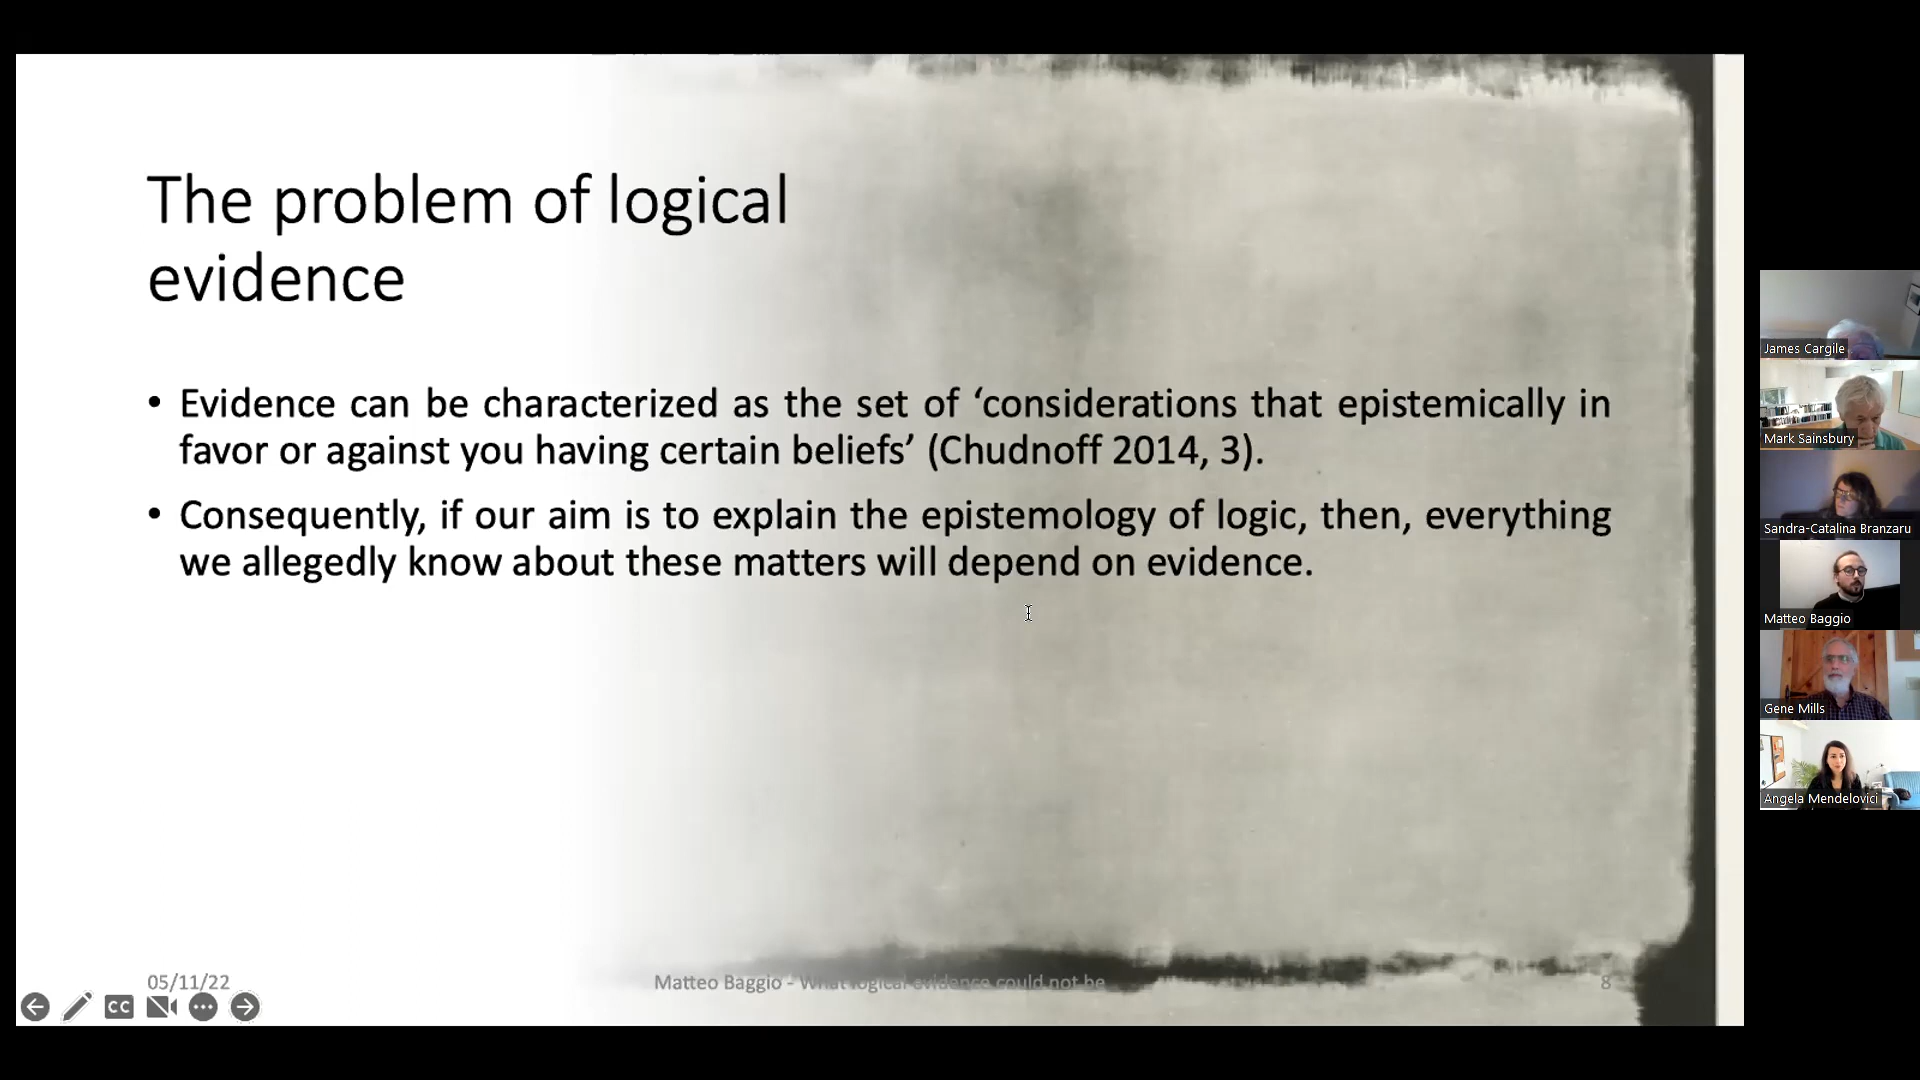 The problem of logical
evidence
• Evidence can be characterized as the set of ‘considerations that epistemically in
favor or against you having certain beliefs’ (Chudnoff 2014, 3).
• Consequently, if our aim is to explain the epistemology of logic, then, everything
we allegedly know about these matters will depend on evidence.
05/11/22
Matteo Baggio - What logical evidence could not be
8
CC
James Cargile
Mark Sainsbury
Sandra-Catalina Branzaru
Matteo Baggio
Gene Mills
Angela Mendelovici